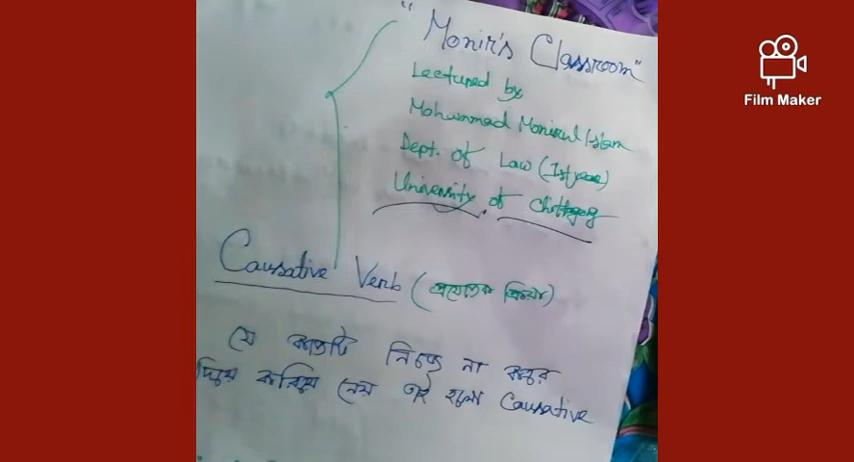 "Monir's Classroom"
Lectured by
Mohammad Monirul Islam
Dept. of Law (1st year)
University of Chittagong
Causative Verb (প্রযোজক ক্রিয়া)
যে কাজটি নিজে না করে
দিয়ে করিয়ে নেয় তাই হলো Causative
Film Maker